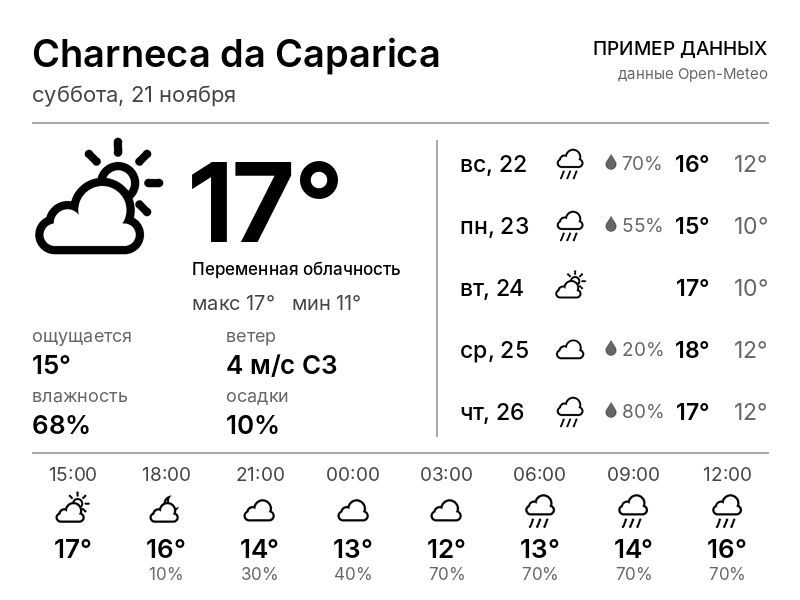 Charneca da Caparica
суббота, 21 ноября
ПРИМЕР ДАННЫХ
данные Open-Meteo
17°
Переменная облачность
макс 17° мин 11°
ощущается ветер
15° 4 м/с СЗ
влажность осадки
68% 10%
вс, 22 70% 16° 12°
пн, 23 55% 15° 10°
вт, 24 17° 10°
ср, 25 20% 18° 12°
чт, 26 80% 17° 12°
15:00 18:00 21:00 00:00 03:00 06:00 09:00 12:00
17° 16° 14° 13° 12° 13° 14° 16°
10% 30% 40% 70% 70% 70% 70%